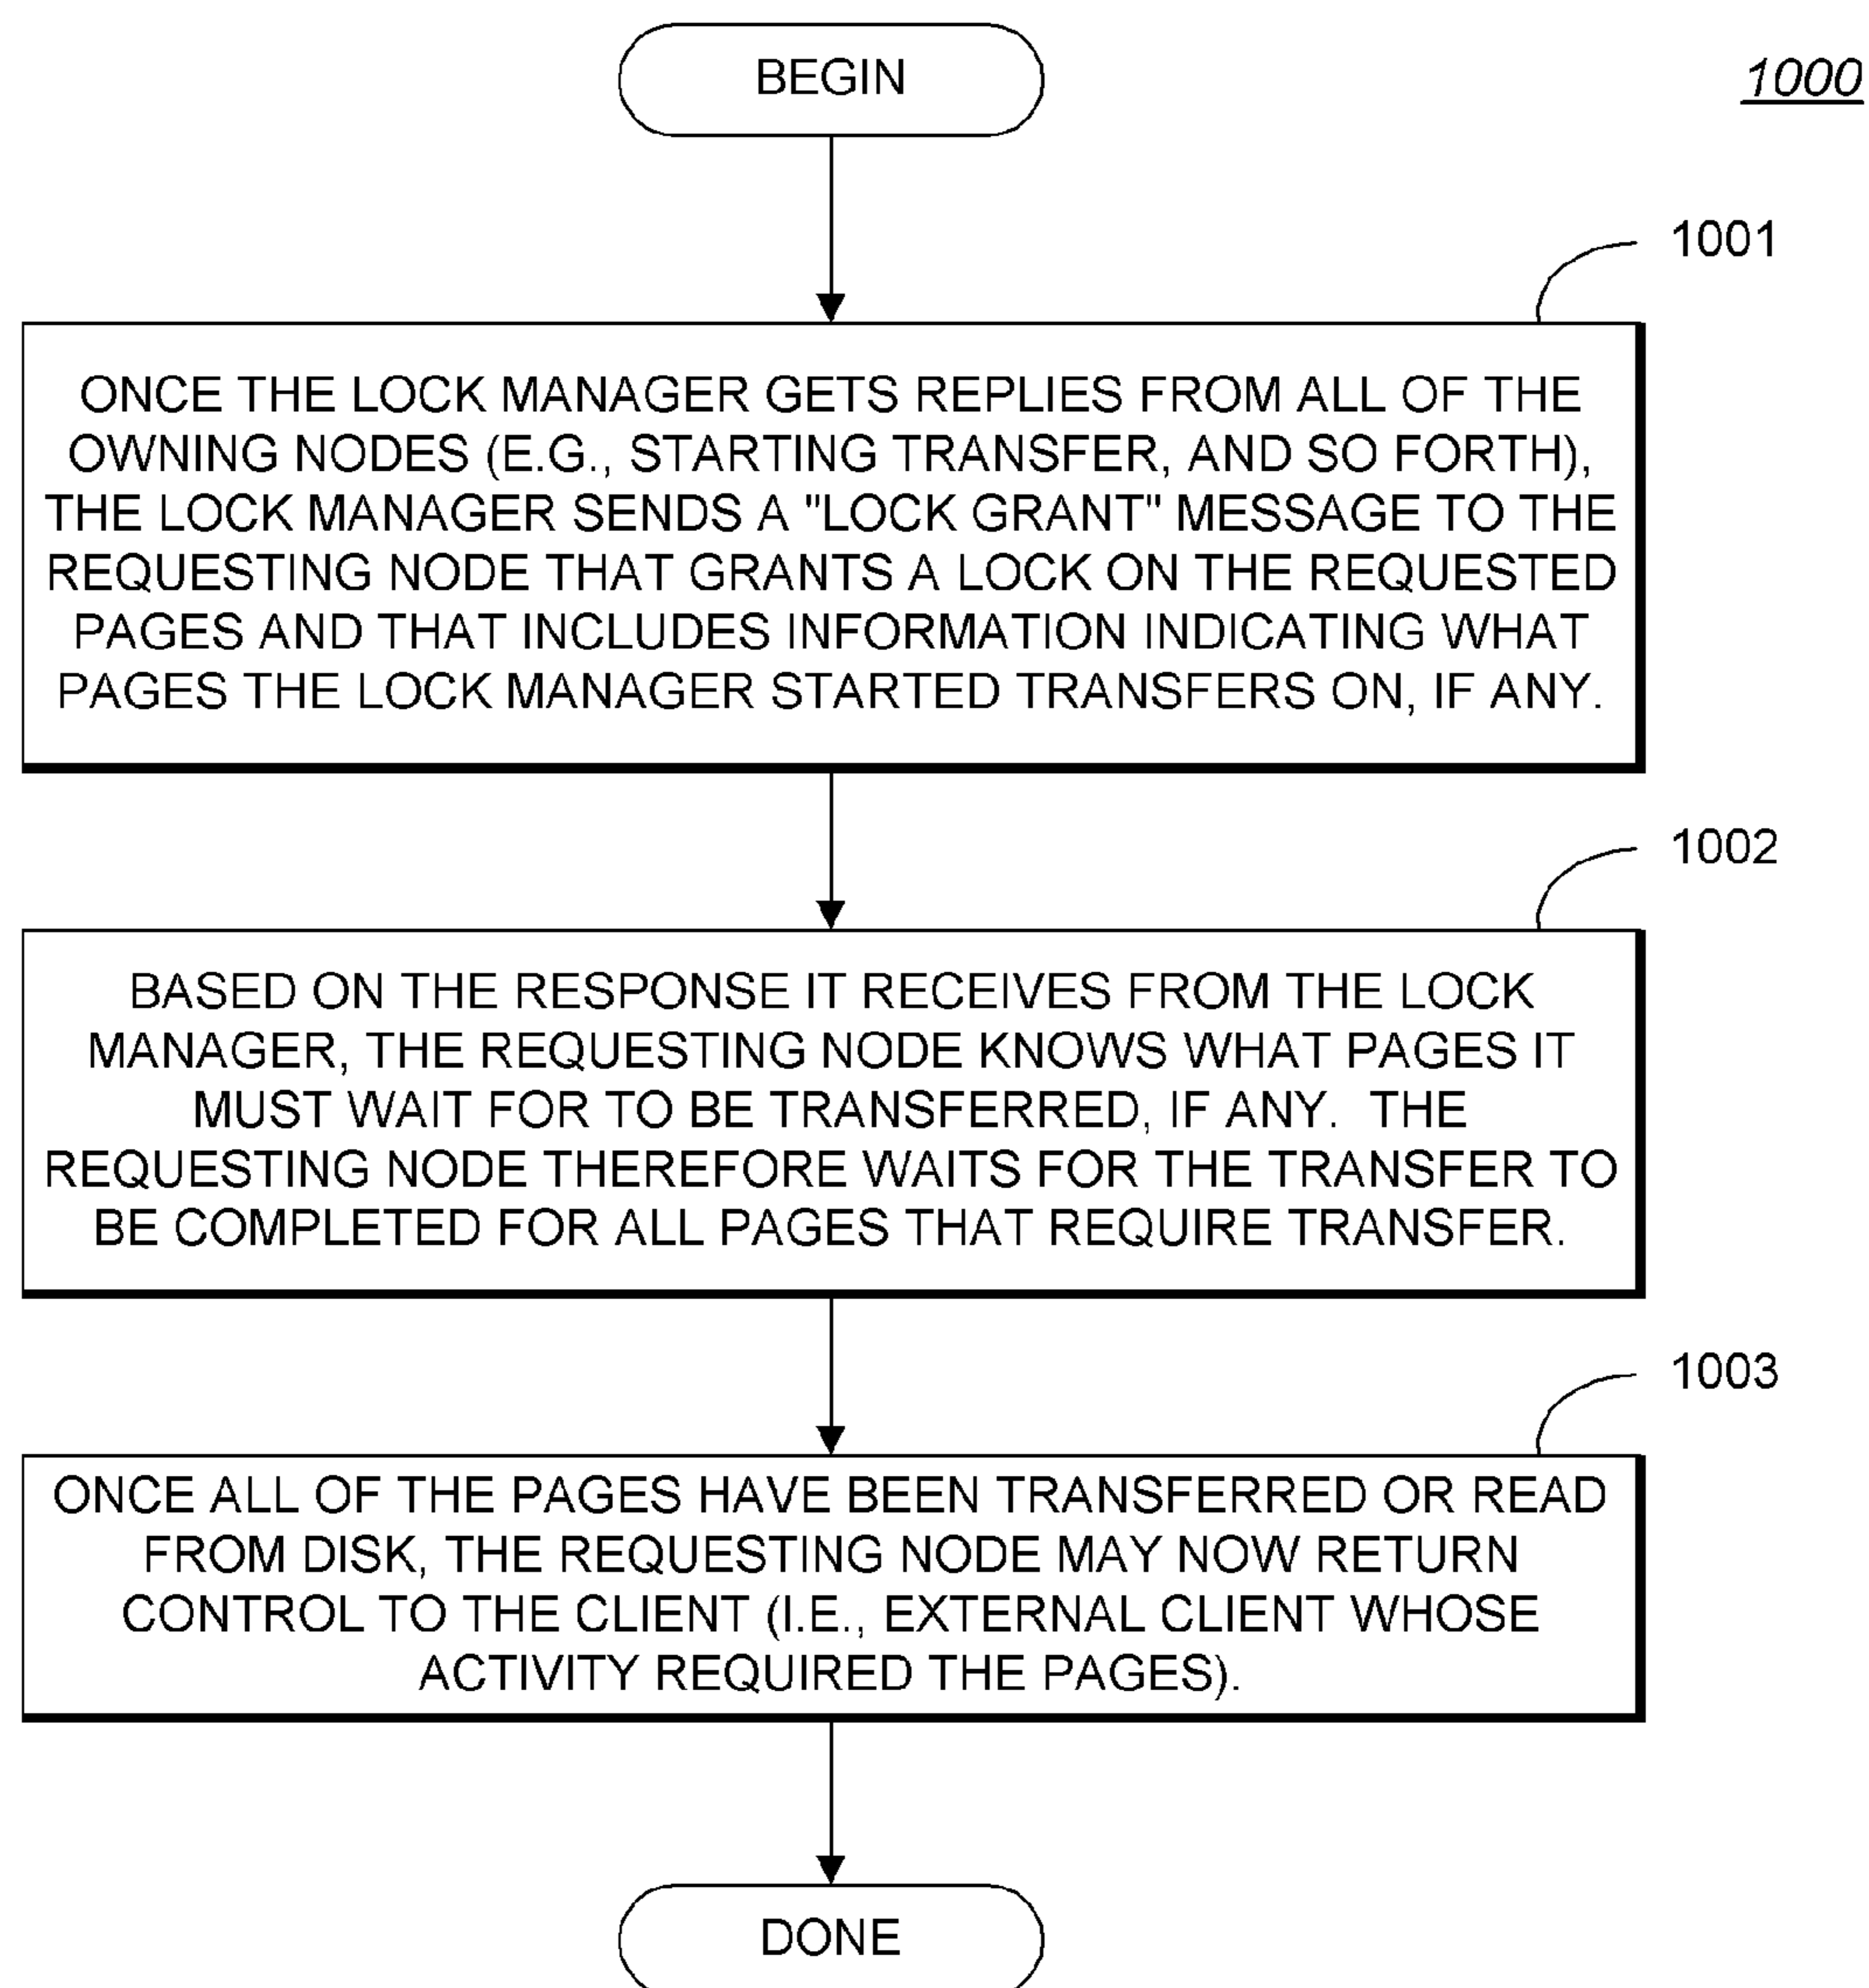 BEGIN
1000
1001
ONCE THE LOCK MANAGER GETS REPLIES FROM ALL OF THE
OWNING NODES (E.G., STARTING TRANSFER, AND SO FORTH),
THE LOCK MANAGER SENDS A "LOCK GRANT" MESSAGE TO THE
REQUESTING NODE THAT GRANTS A LOCK ON THE REQUESTED
PAGES AND THAT INCLUDES INFORMATION INDICATING WHAT
PAGES THE LOCK MANAGER STARTED TRANSFERS ON, IF ANY.
1002
BASED ON THE RESPONSE IT RECEIVES FROM THE LOCK
MANAGER, THE REQUESTING NODE KNOWS WHAT PAGES IT
MUST WAIT FOR TO BE TRANSFERRED, IF ANY. THE
REQUESTING NODE THEREFORE WAITS FOR THE TRANSFER TO
BE COMPLETED FOR ALL PAGES THAT REQUIRE TRANSFER.
1003
ONCE ALL OF THE PAGES HAVE BEEN TRANSFERRED OR READ
FROM DISK, THE REQUESTING NODE MAY NOW RETURN
CONTROL TO THE CLIENT (I.E., EXTERNAL CLIENT WHOSE
ACTIVITY REQUIRED THE PAGES).
DONE